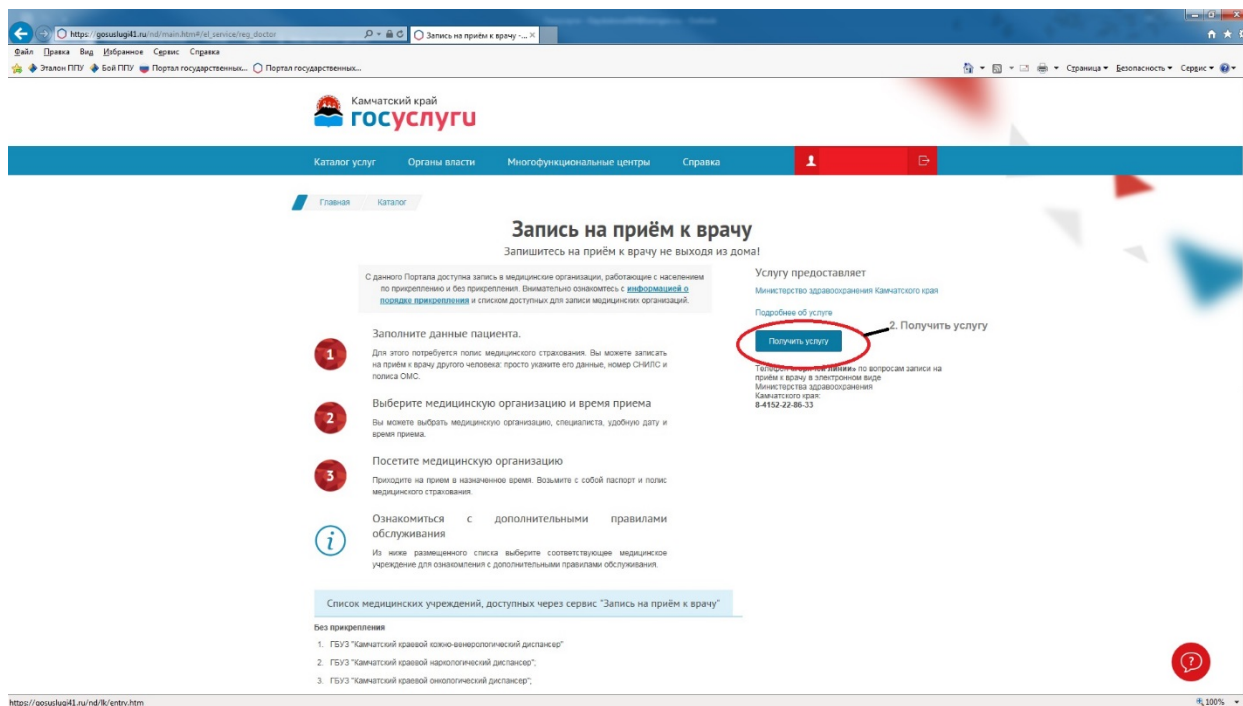 https://gosuslugi41.ru/nd/main.htm#/el_service/reg_doctor
Запись на приём к врачу -...
Файл Правка Вид Избранное Сервис Справка
Эталон ППУ Бой ППУ Портал государственных... Портал государственных...
Страница Безопасность Сервис
Камчатский край
госуслуги
Каталог услуг Органы власти Многофункциональные центры Справка
Главная Каталог
Запись на приём к врачу
Запишитесь на приём к врачу не выходя из дома!
С данного Портала доступна запись в медицинские организации, работающие с населением
по прикреплению и без прикрепления. Внимательно ознакомтесь с информацией о
порядке прикрепления и списком доступных для записи медицинских организаций.
1
Заполните данные пациента.
Для этого потребуется полис медицинского страхования. Вы можете записать
на приём к врачу другого человека: просто укажите его данные, номер СНИЛС и
полиса ОМС.
2
Выберите медицинскую организацию и время приема
Вы можете выбрать медицинскую организацию, специалиста, удобную дату и
время приема.
3
Посетите медицинскую организацию
Приходите на прием в назначенное время. Возьмите с собой паспорт и полис
медицинского страхования.
i
Ознакомиться с дополнительными правилами
обслуживания
Из ниже размещенного списка выберите соответствующее медицинское
учреждение для ознакомления с дополнительными правилами обслуживания.
Услугу предоставляет
Министерство здравоохранения Камчатского края
Подробнее об услуге
2. Получить услугу
Получить услугу
Телефон «горячей линии» по вопросам записи на
приём к врачу в электронном виде
Министерства здравоохранения
Камчатского края:
8-4152-22-86-33
Список медицинских учреждений, доступных через сервис "Запись на приём к врачу"
Без прикрепления
1. ГБУЗ "Камчатский краевой кожно-венерологический диспансер"
2. ГБУЗ "Камчатский краевой наркологический диспансер";
3. ГБУЗ "Камчатский краевой онкологический диспансер";
?
https://gosuslugi41.ru/nd/lk/entry.htm
100%